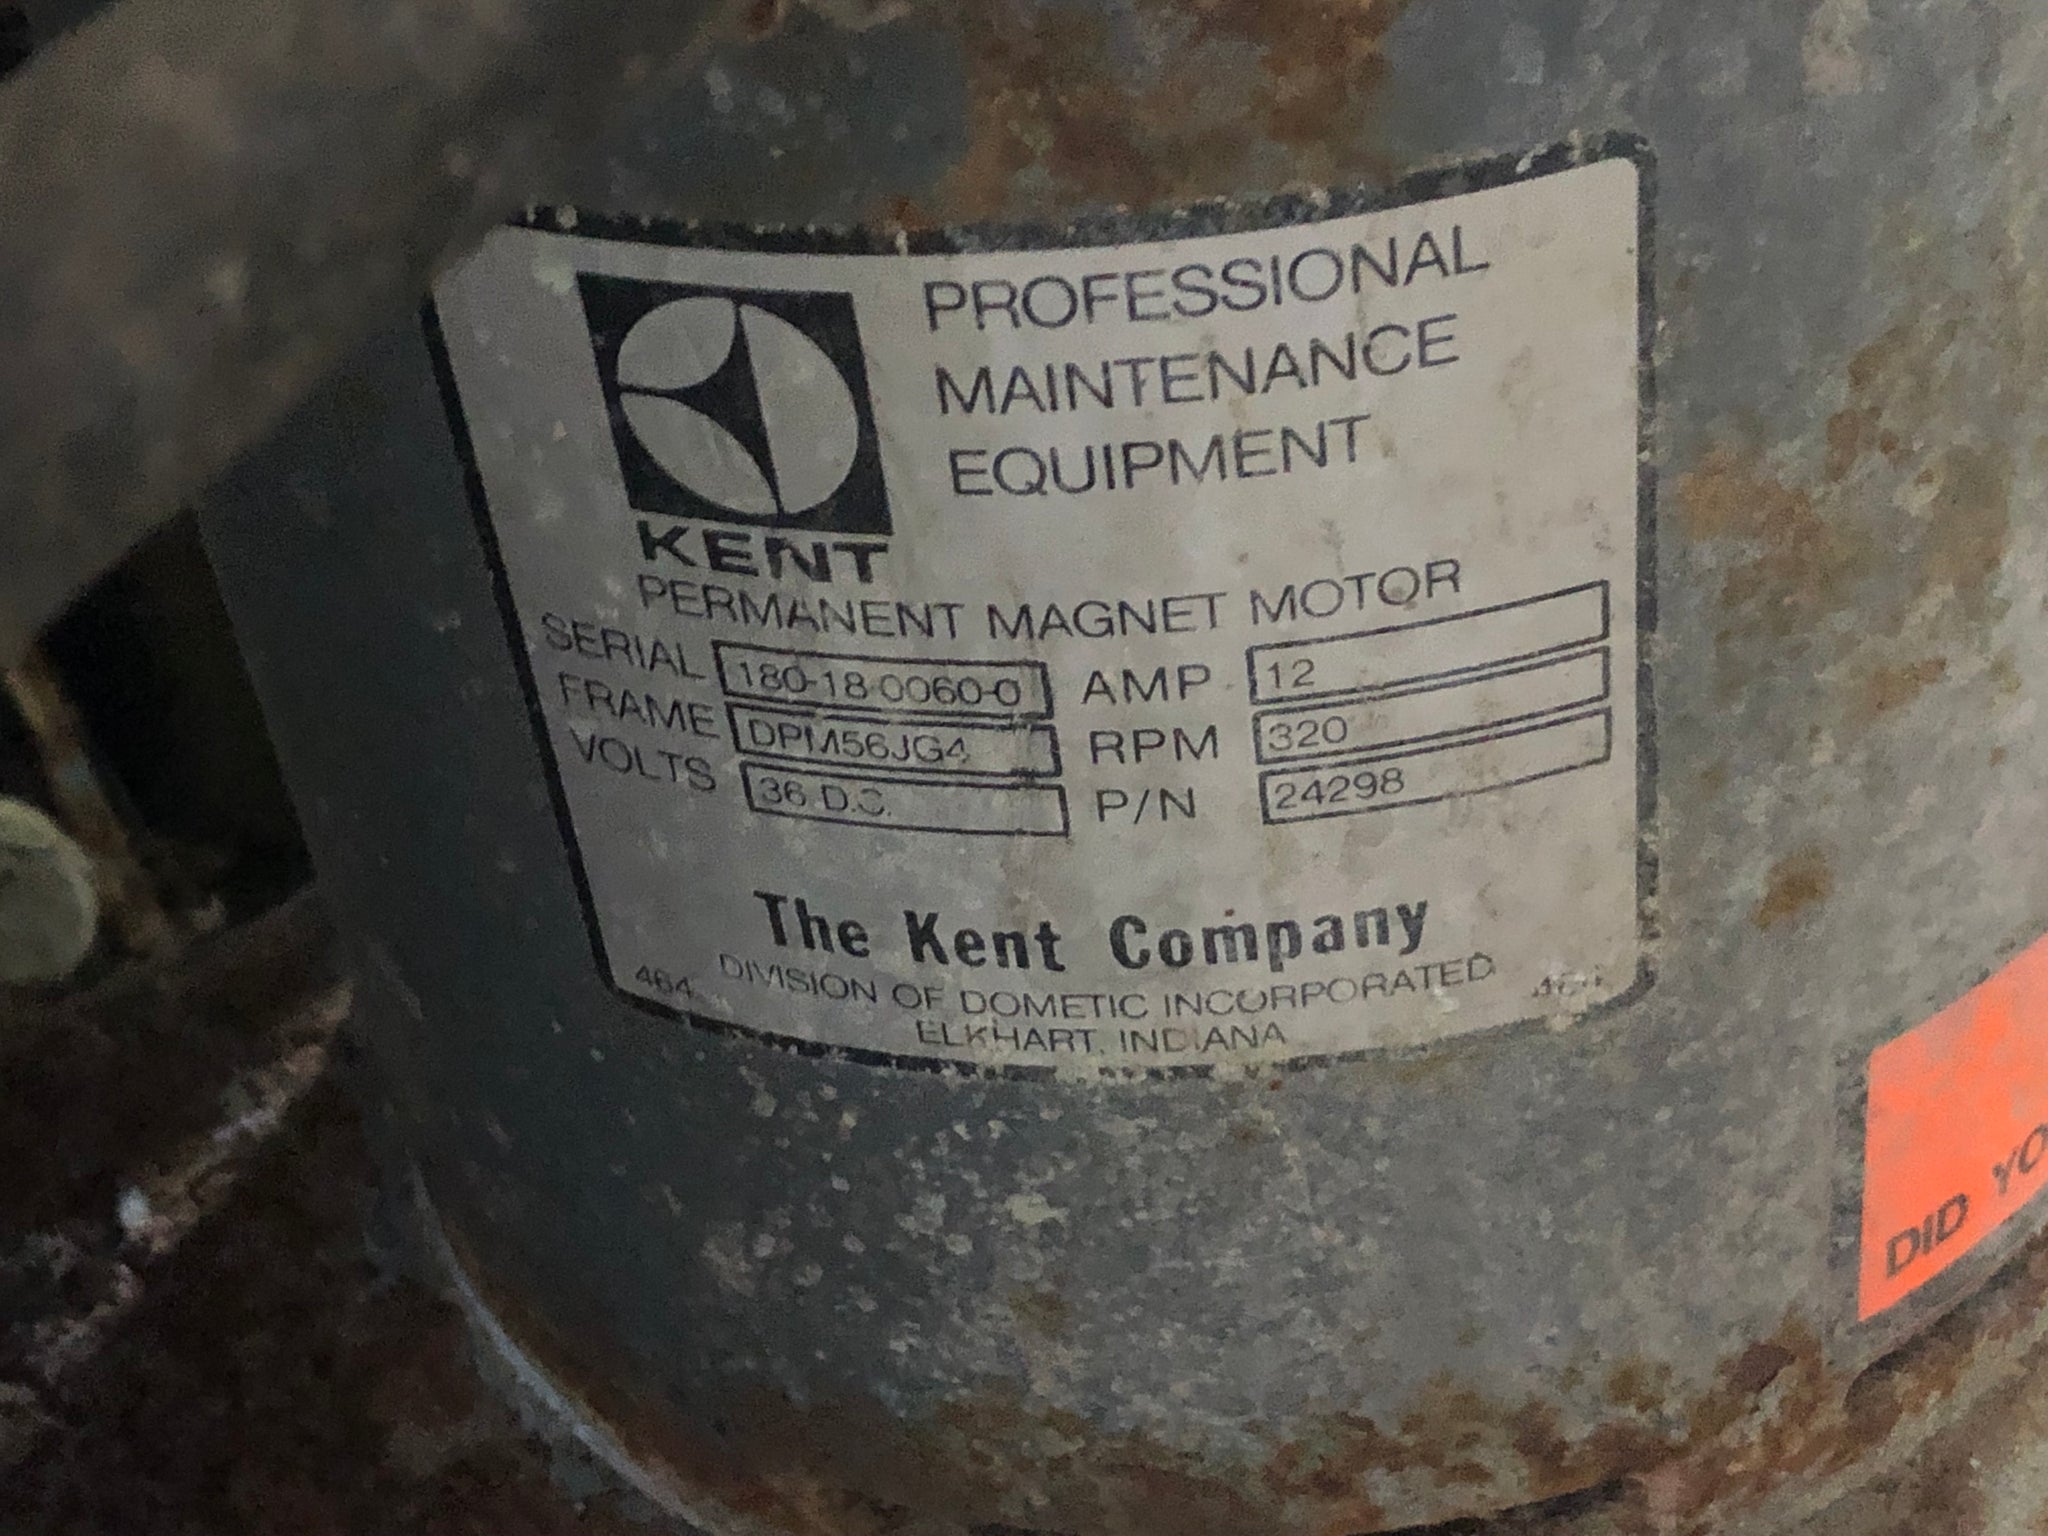 PROFESSIONAL
MAINTENANCE
EQUIPMENT
KENT
PERMANENT MAGNET MOTOR
SERIAL 180-18-0060-0 AMP 12
FRAME DPM56JG4 RPM 320
VOLTS 36 D.C. P/N 24298
The Kent Company
464 DIVISION OF DOMETIC INCORPORATED 464
ELKHART, INDIANA
DID YO